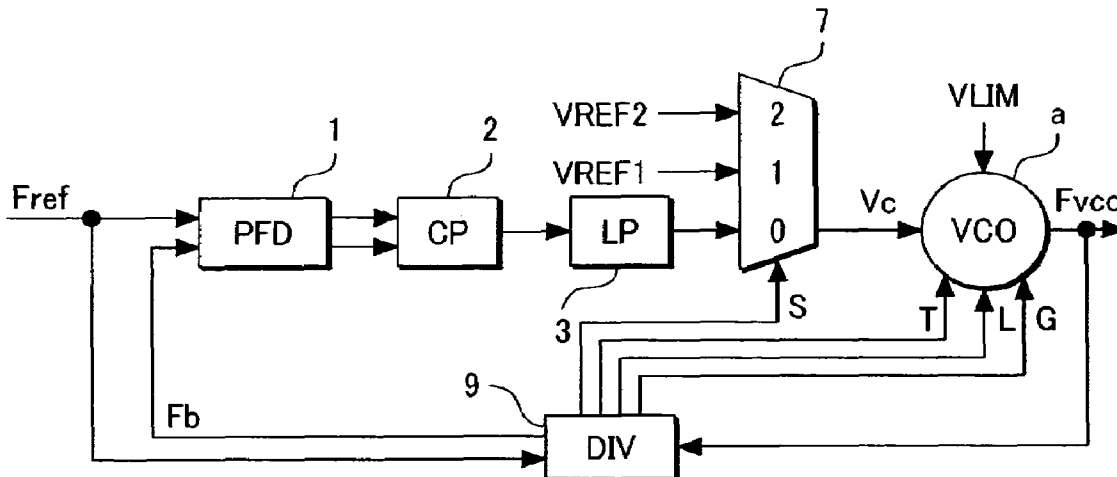 7
VLIM
a
VREF2
2
1
2
VREF1
1
Fref
PFD
CP
LP
0
Vc
VCO
Fvco
3
S
T
L
G
9
Fb
DIV